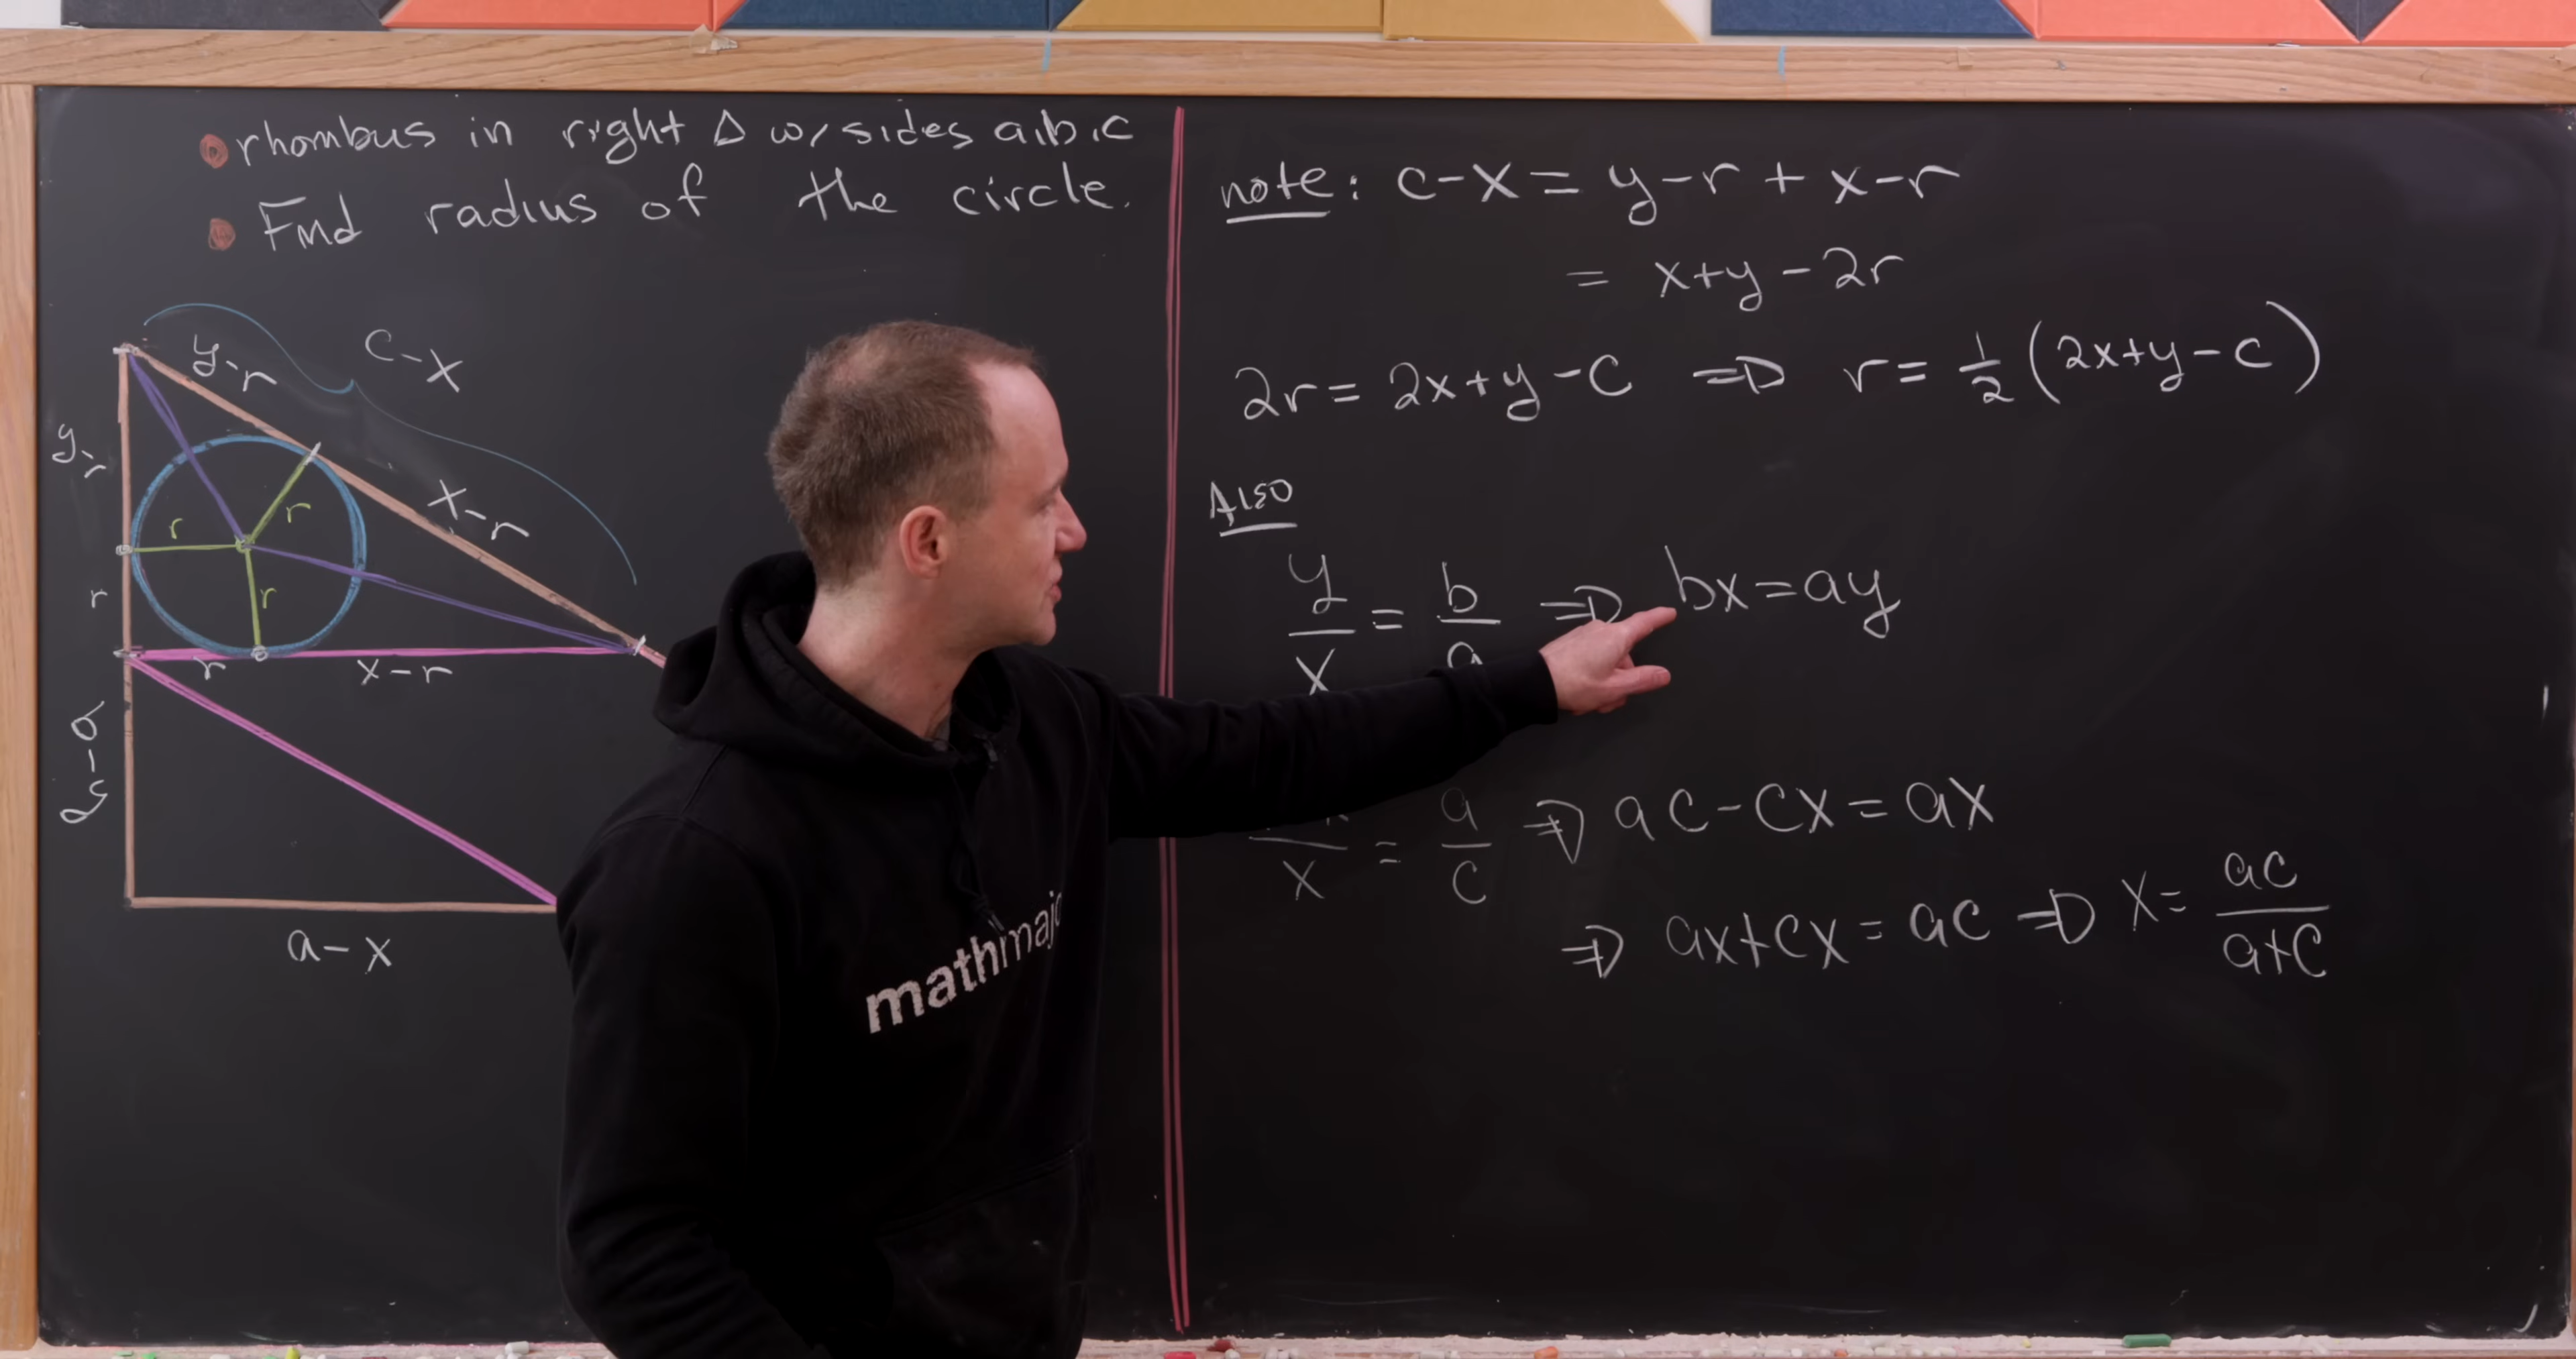 rhombus in right Δ w/ sides a,b,c
Find radius of the circle.
c-x
y-r
y-r
x-r
r
r
r
r
r
x-r
b-y
a-x
note: c-x = y-r + x-r
= x+y-2r
2r = 2x+y-c ⇒ r = 1/2 (2x+y-c)
Also
y/x = b/a ⇒ bx = ay
x = a/c ⇒ ac-cx = ax
⇒ ax+cx = ac ⇒ x = ac/a+c
mathmajo